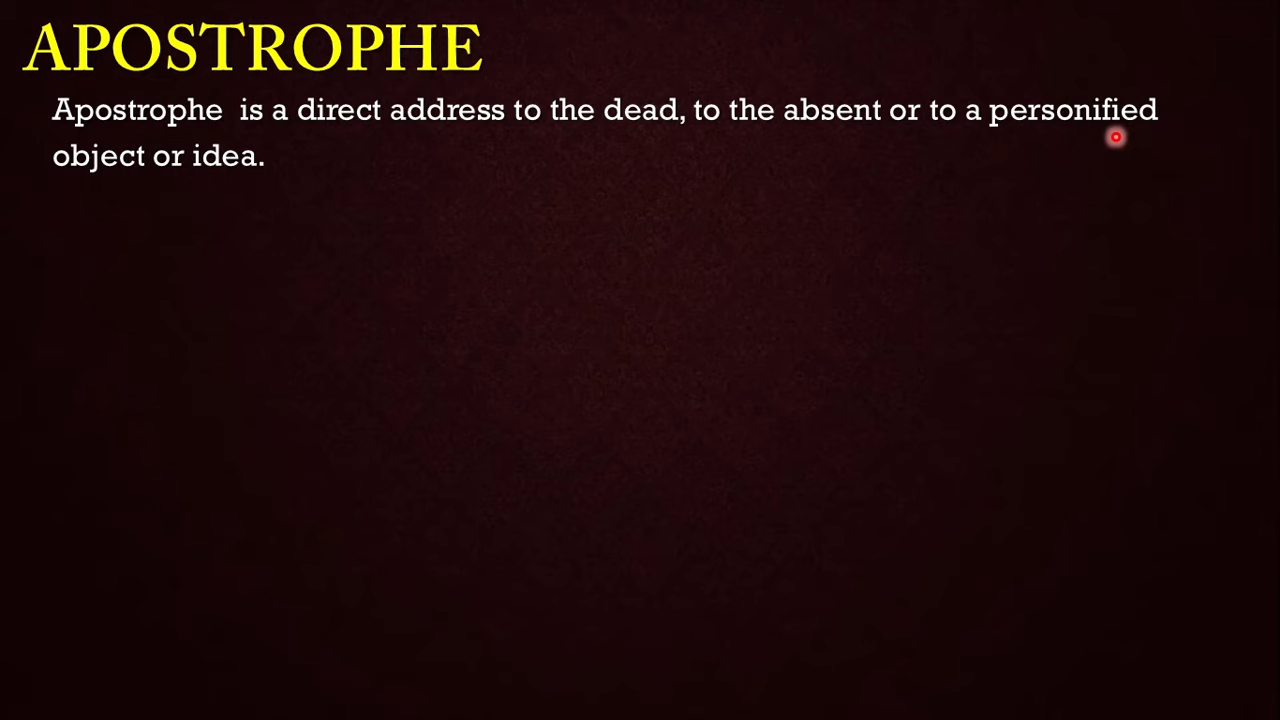 APOSTROPHE
Apostrophe is a direct address to the dead, to the absent or to a personified
object or idea.